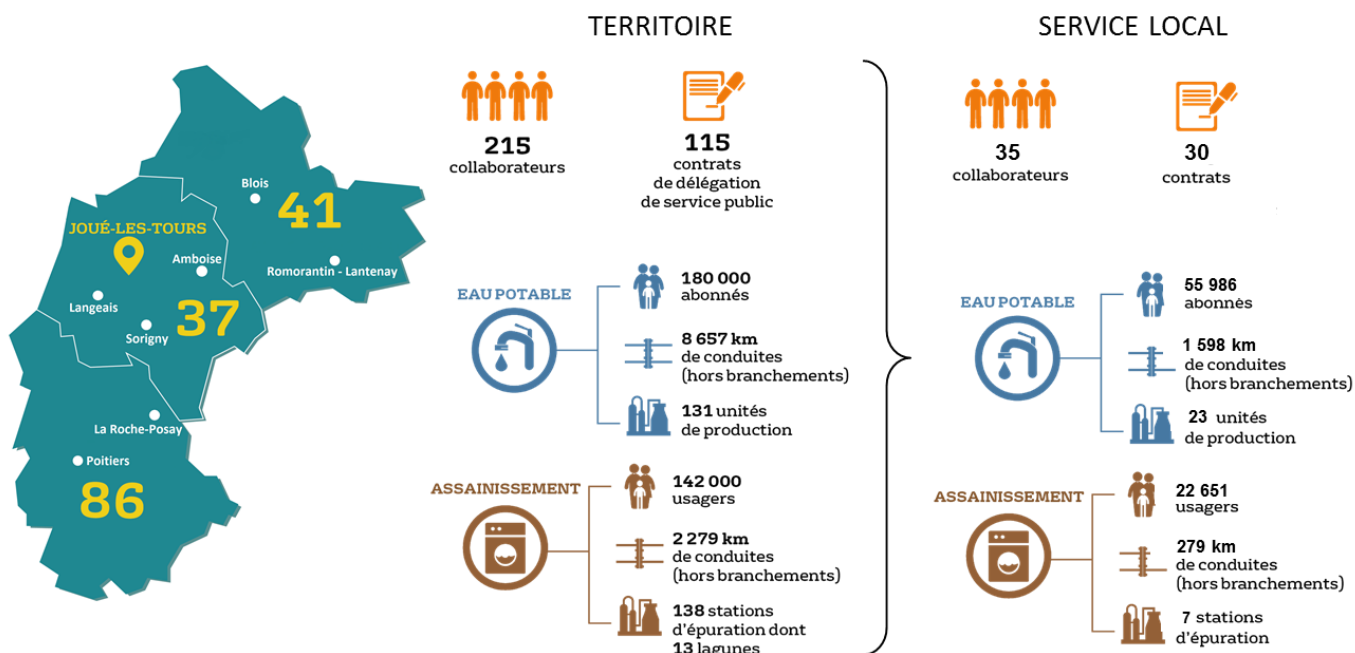 TERRITOIRE
SERVICE LOCAL
215
collaborateurs
115
contrats
de délégation
de service public
35
collaborateurs
30
contrats
Blois
41
JOUÉ-LES-TOURS
Amboise
Romorantin - Lantenay
Langeais
37
Sorigny
La Roche-Posay
Poitiers
86
EAU POTABLE
180 000
abonnés
8 657 km
de conduites
(hors branchements)
131 unités
de production
ASSAINISSEMENT
142 000
usagers
2 279 km
de conduites
(hors branchements)
138 stations
d'épuration dont
13 lagunes
EAU POTABLE
55 986
abonnès
1 598 km
de conduites
(hors branchements)
23 unités
de production
ASSAINISSEMENT
22 651
usagers
279 km
de conduites
(hors branchements)
7 stations
d'épuration